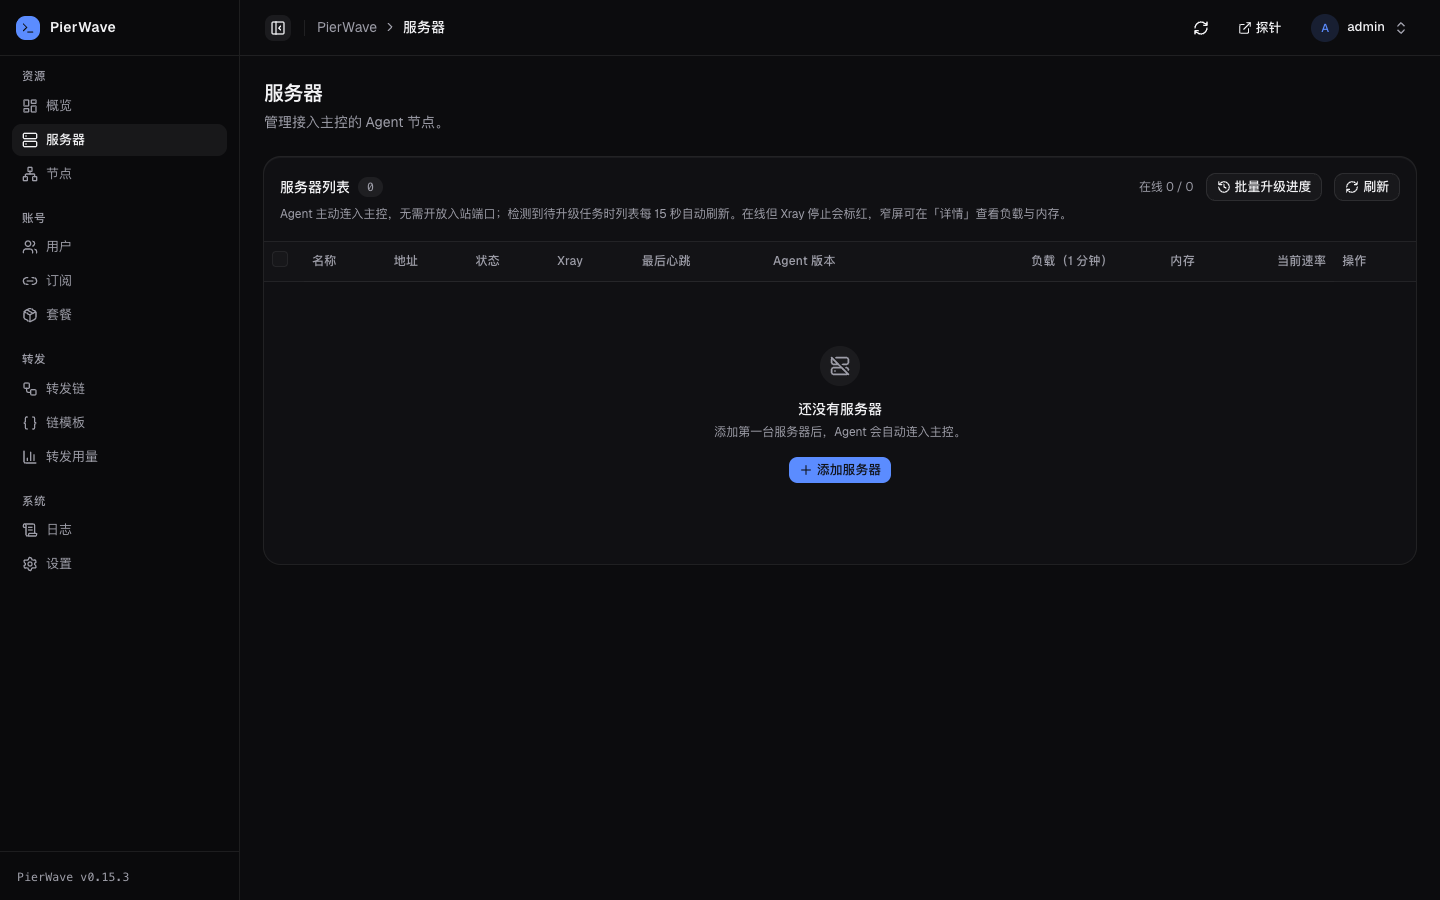 PierWave
PierWave > 服务器
探针
A admin
资源
概览
服务器
节点
账号
用户
订阅
套餐
转发
转发链
链模板
转发用量
系统
日志
设置
PierWave v0.15.3
服务器
管理接入主控的 Agent 节点。
服务器列表 0
在线 0 / 0 批量升级进度 刷新
Agent 主动连入主控，无需开放入站端口；检测到待升级任务时列表每 15 秒自动刷新。在线但 Xray 停止会标红，窄屏可在「详情」查看负载与内存。
名称 地址 状态 Xray 最后心跳 Agent 版本 负载（1 分钟） 内存 当前速率 操作
还没有服务器
添加第一台服务器后，Agent 会自动连入主控。
添加服务器